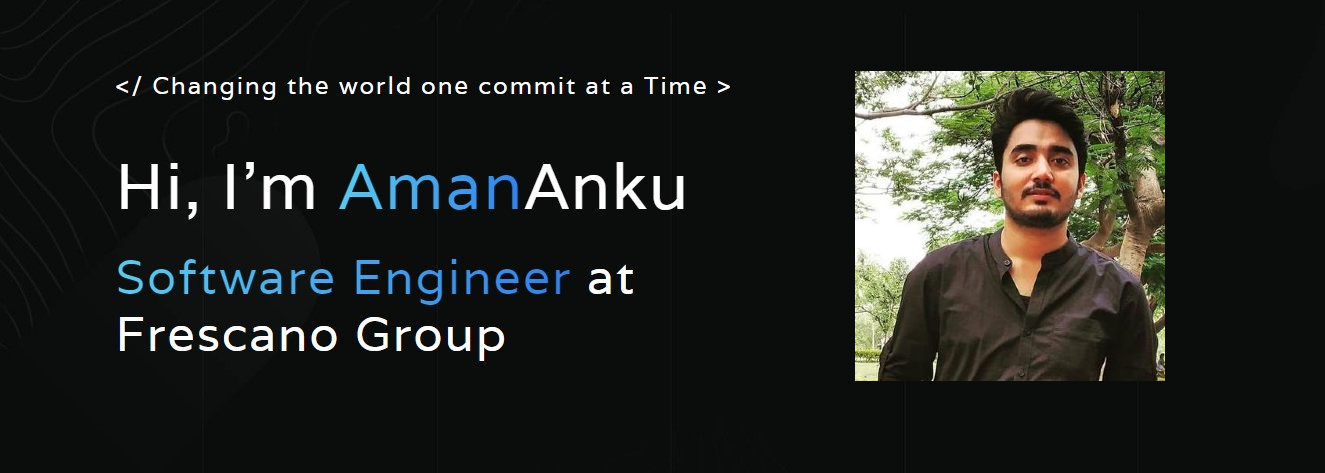 </ Changing the world one commit at a Time >
Hi, I’m AmanAnku
Software Engineer at
Frescano Group